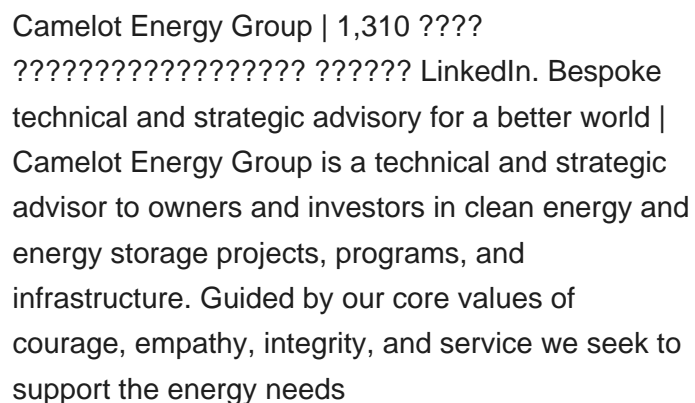 Camelot Energy Group | 1,310 ????
?????????????????? ?????? LinkedIn. Bespoke
technical and strategic advisory for a better world |
Camelot Energy Group is a technical and strategic
advisor to owners and investors in clean energy and
energy storage projects, programs, and
infrastructure. Guided by our core values of
courage, empathy, integrity, and service we seek to
support the energy needs